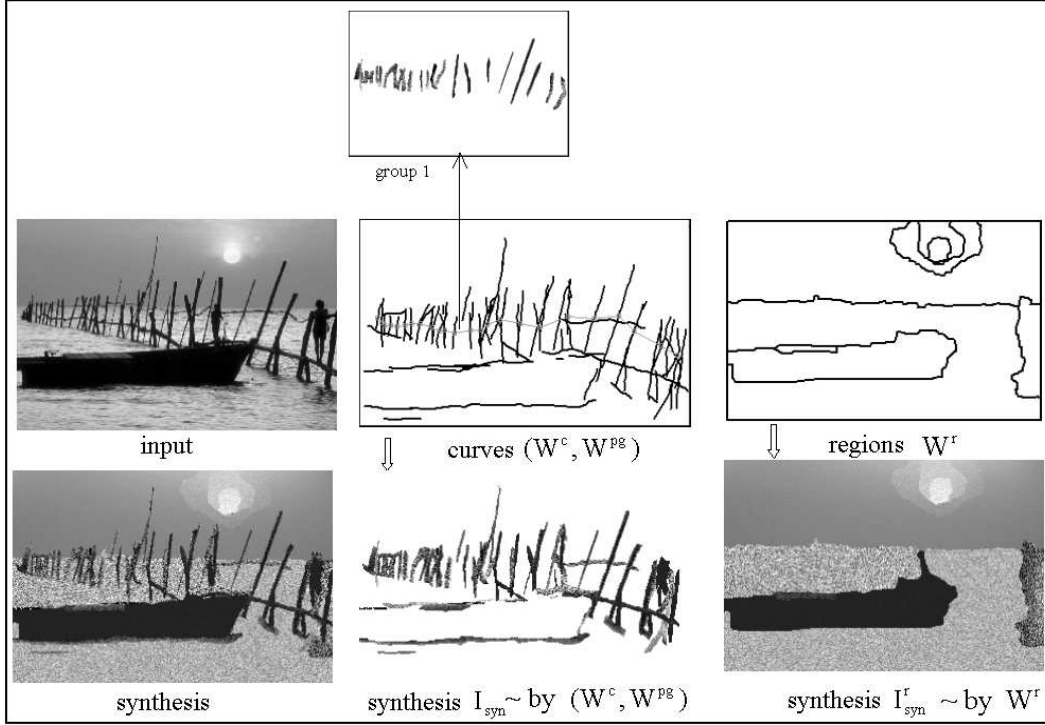 group 1
input
curves (W^c, W^pg)
regions W^r
synthesis
synthesis I_syn ~ by (W^c, W^pg)
synthesis I^r_syn ~ by W^r